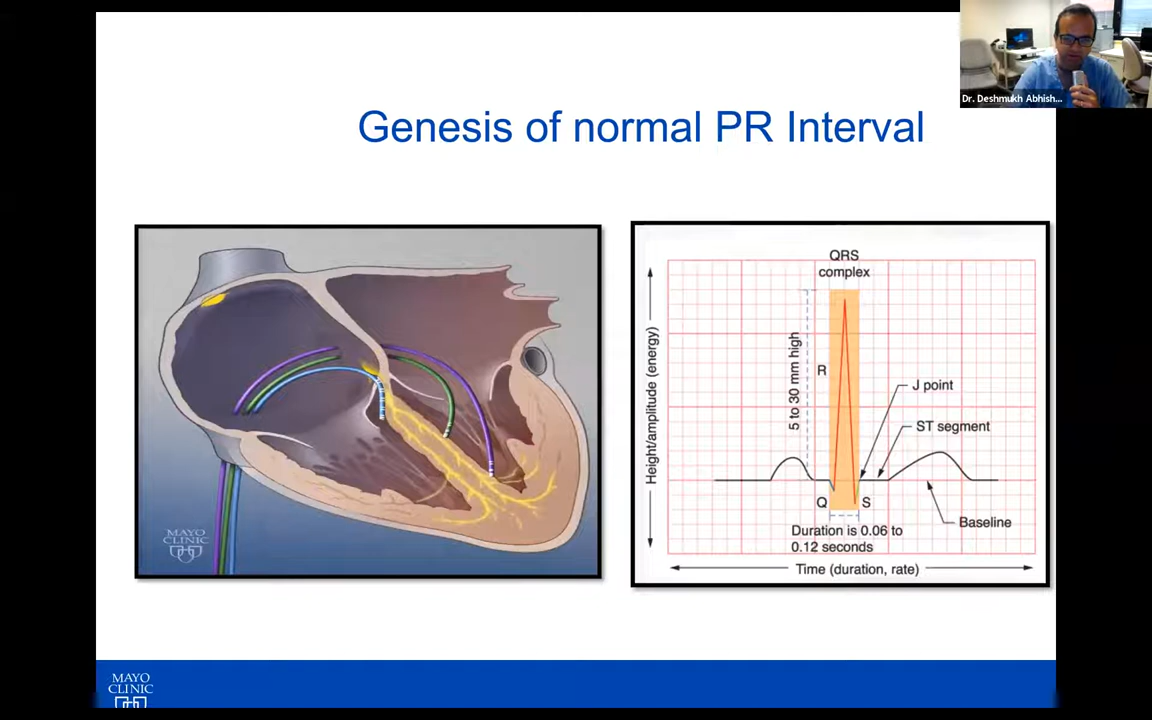 Dr. Deshmukh Abhish...
Genesis of normal PR Interval
QRS
complex
Height/amplitude (energy)
5 to 30 mm high
R
J point
ST segment
Q
S
Baseline
Duration is 0.06 to
0.12 seconds
Time (duration, rate)
MAYO
CLINIC
MAYO
CLINIC